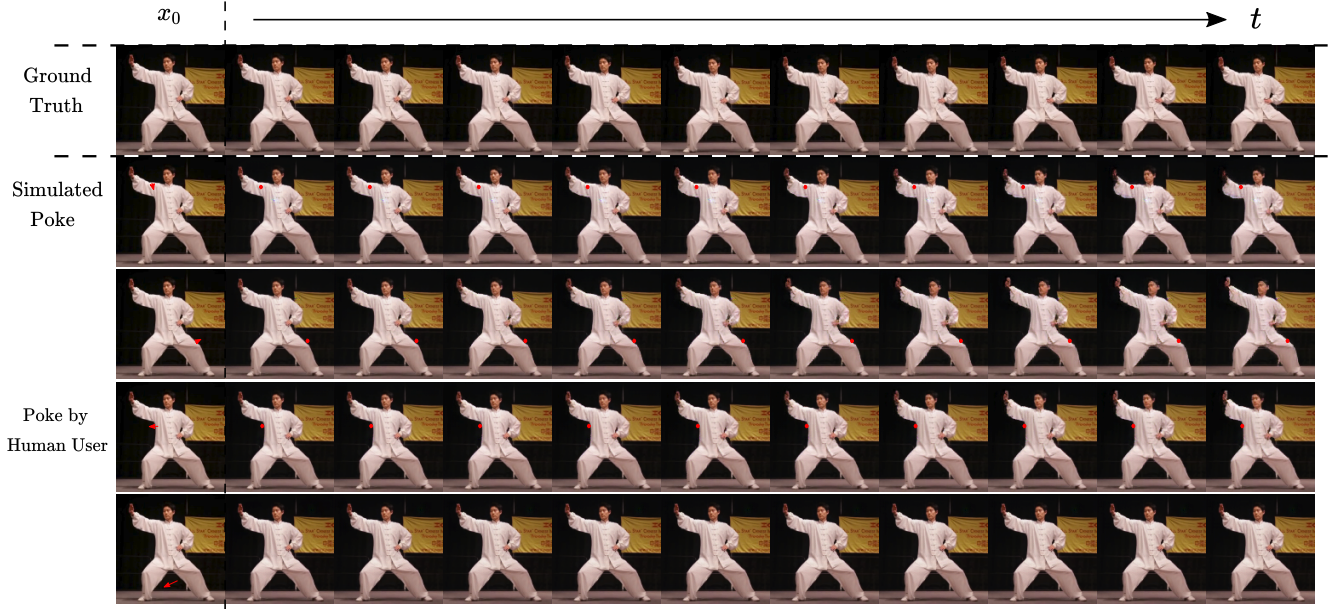 x₀
t
Ground
Truth
Simulated
Poke
Poke by
Human User